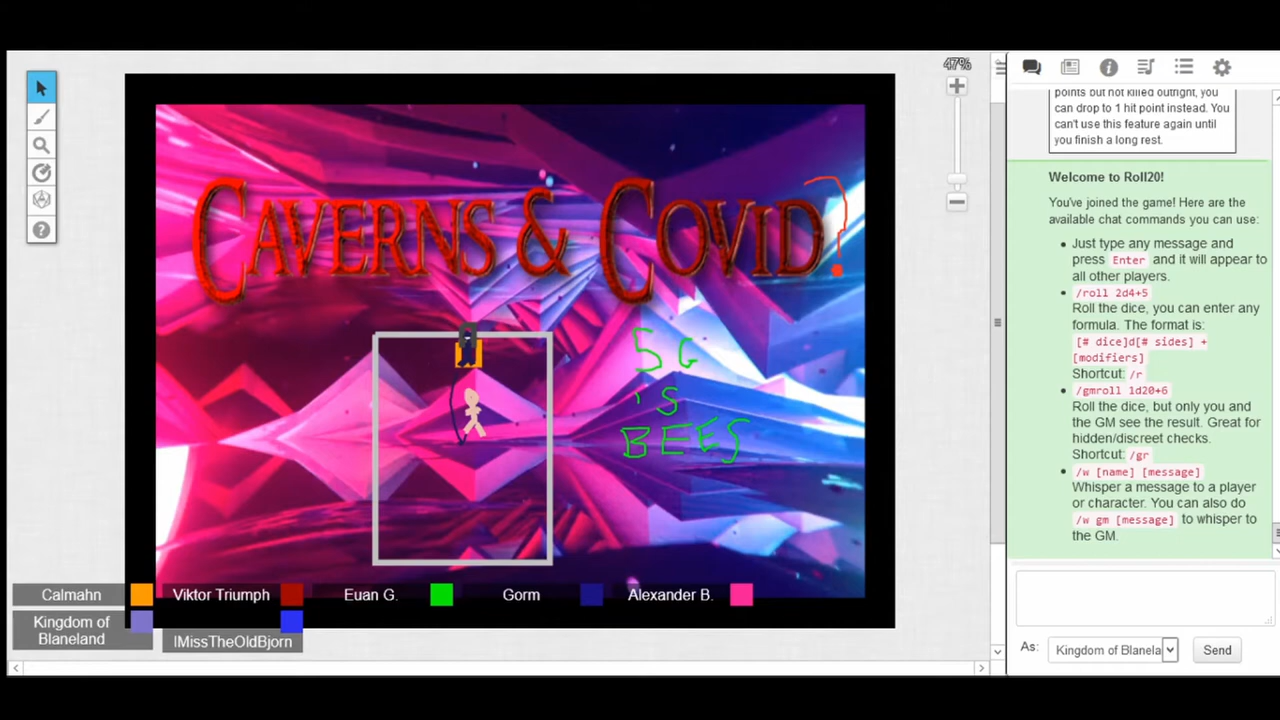 47%
CAVERNS & COVID?
5G
is
BEES
Calmahn
Viktor Triumph
Euan G.
Gorm
Alexander B.
Kingdom of
Blaneland
IMissTheOldBjorn
points but not killed outright, you
can drop to 1 hit point instead. You
can't use this feature again until
you finish a long rest.
Welcome to Roll20!
You've joined the game! Here are the
available chat commands you can use:
Just type any message and
press Enter and it will appear to
all other players.
/roll 2d4+5
Roll the dice, you can enter any
formula. The format is:
[# dice]d[# sides] +
[modifiers]
Shortcut: /r
/gmroll 1d20+6
Roll the dice, but only you and
the GM see the result. Great for
hidden/discreet checks.
Shortcut: /gr
/w [name] [message]
Whisper a message to a player
or character. You can also do
/w gm [message] to whisper to
the GM.
As: Kingdom of Blanela Send